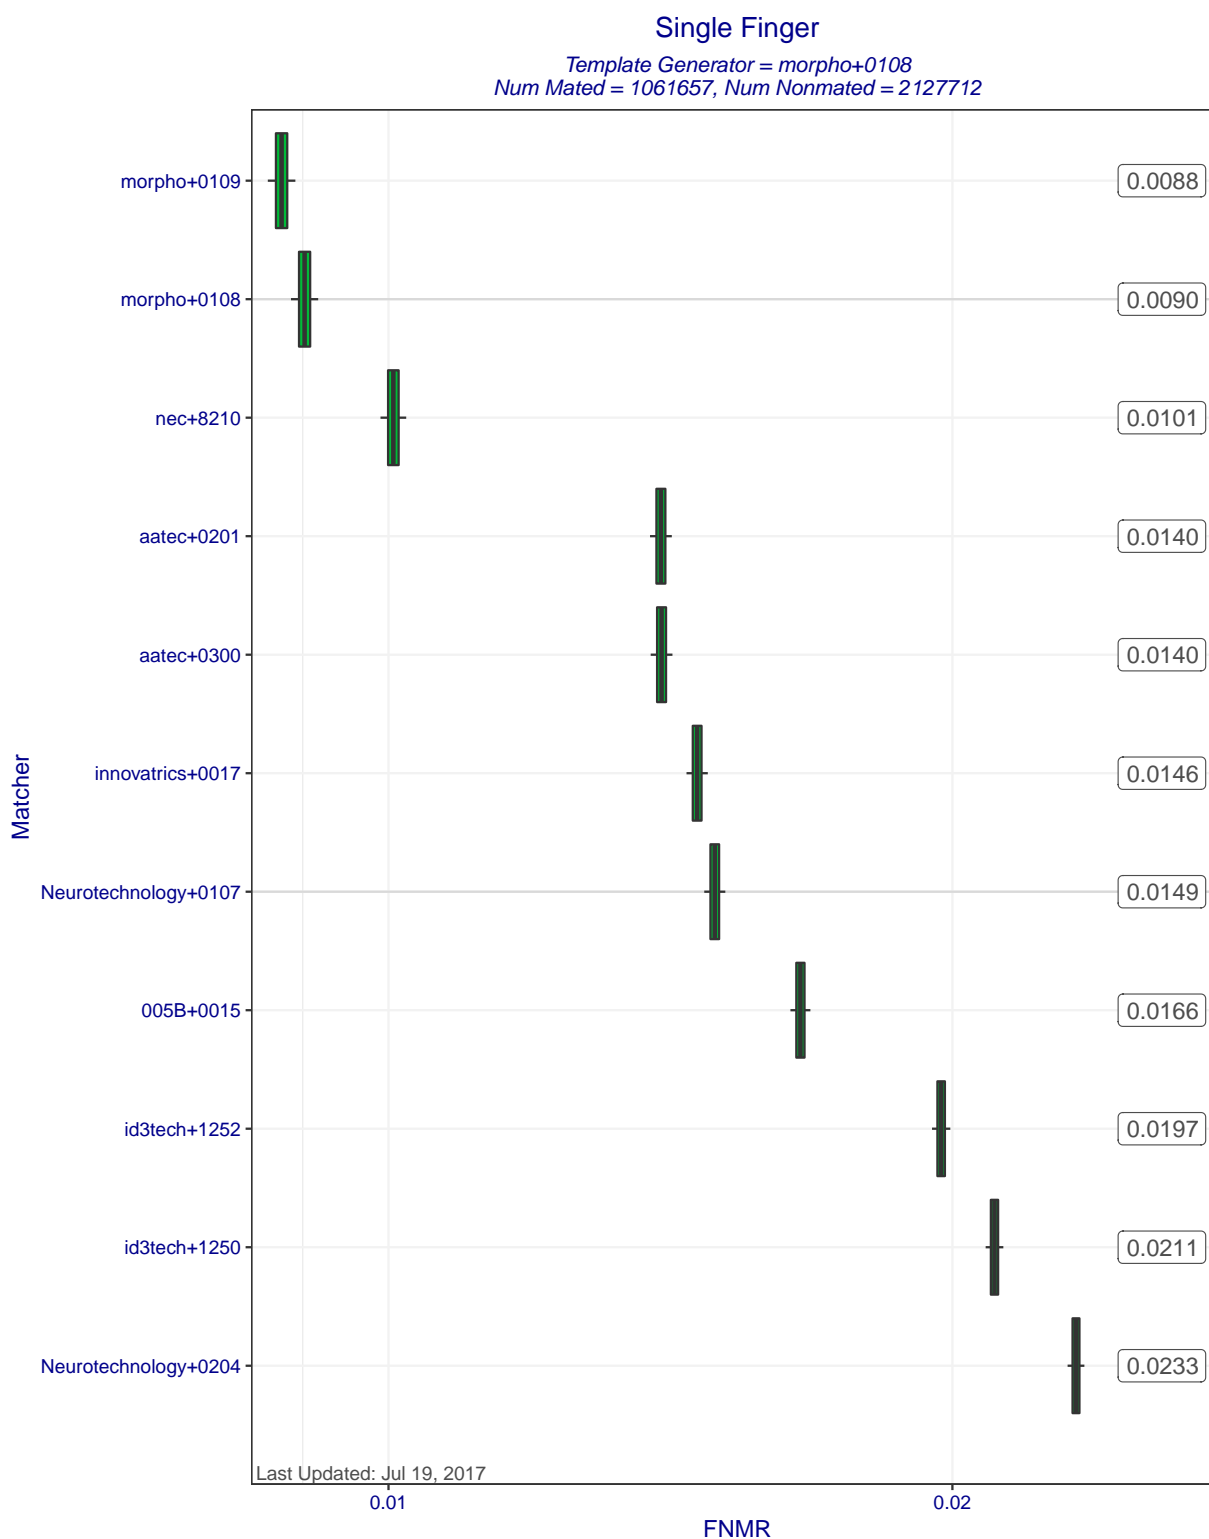 Single Finger
Template Generator = morpho+0108
Num Mated = 1061657, Num Nonmated = 2127712
morpho+0109 0.0088
morpho+0108 0.0090
nec+8210 0.0101
aatec+0201 0.0140
aatec+0300 0.0140
innovatrics+0017 0.0146
Neurotechnology+0107 0.0149
005B+0015 0.0166
id3tech+1252 0.0197
id3tech+1250 0.0211
Neurotechnology+0204 0.0233
Matcher
Last Updated: Jul 19, 2017
0.01 0.02
FNMR